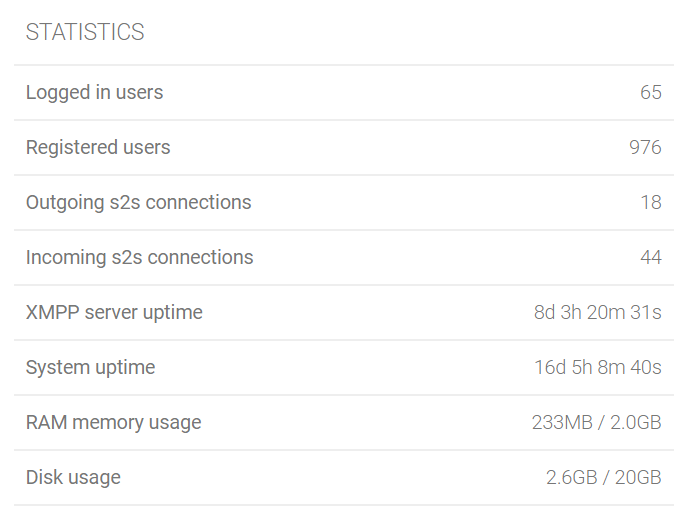 STATISTICS
Logged in users 65
Registered users 976
Outgoing s2s connections 18
Incoming s2s connections 44
XMPP server uptime 8d 3h 20m 31s
System uptime 16d 5h 8m 40s
RAM memory usage 233MB / 2.0GB
Disk usage 2.6GB / 20GB